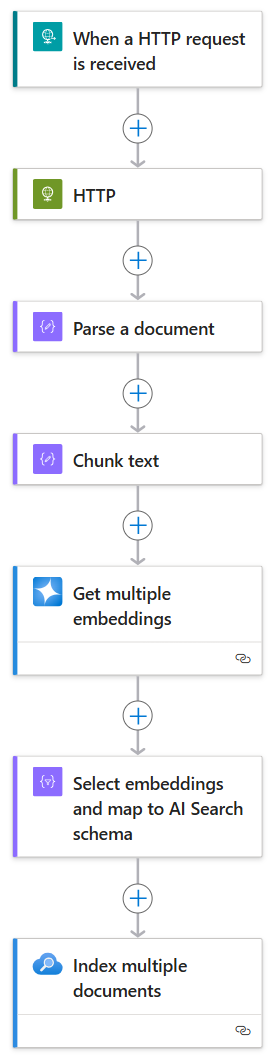 When a HTTP request
is received
HTTP
Parse a document
Chunk text
Get multiple
embeddings
Select embeddings
and map to AI Search
schema
Index multiple
documents